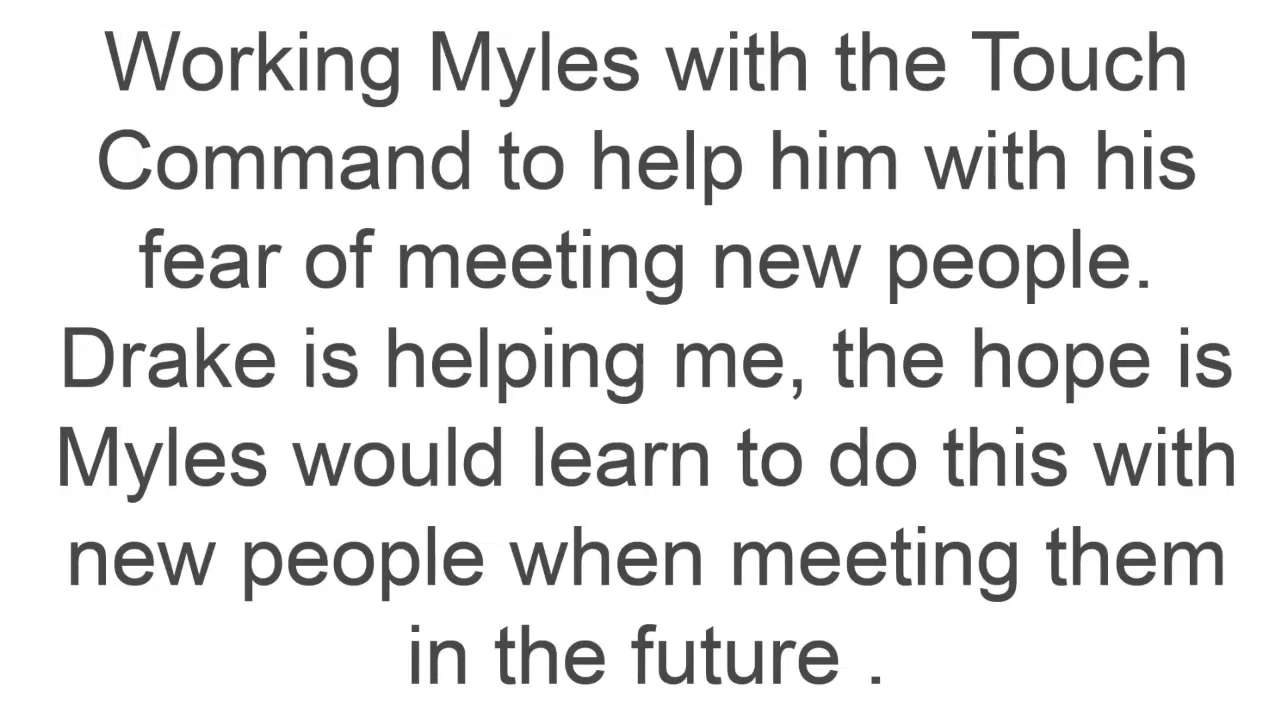 Working Myles with the Touch
Command to help him with his
fear of meeting new people.
Drake is helping me, the hope is
Myles would learn to do this with
new people when meeting them
in the future .